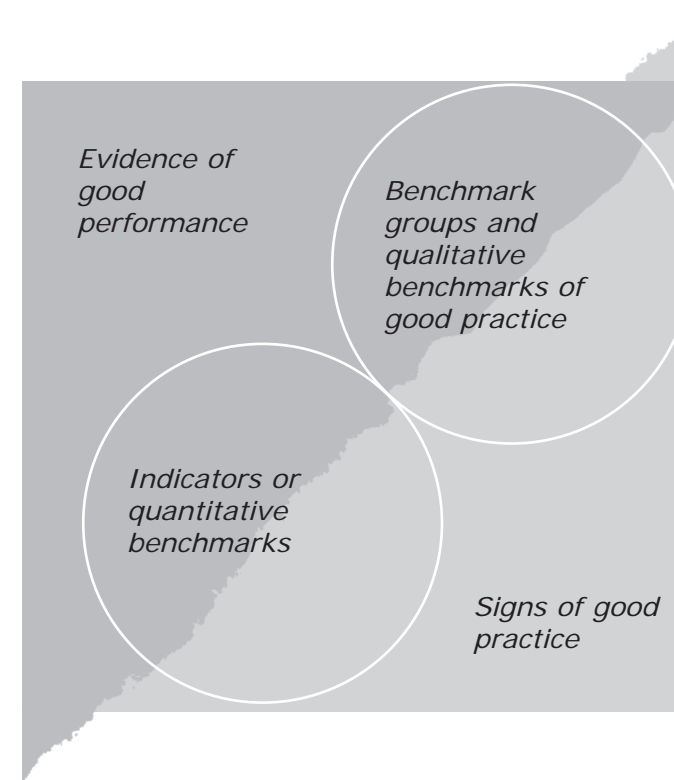 Evidence of
good
performance
Benchmark
groups and
qualitative
benchmarks of
good practice
Indicators or
quantitative
benchmarks
Signs of good
practice